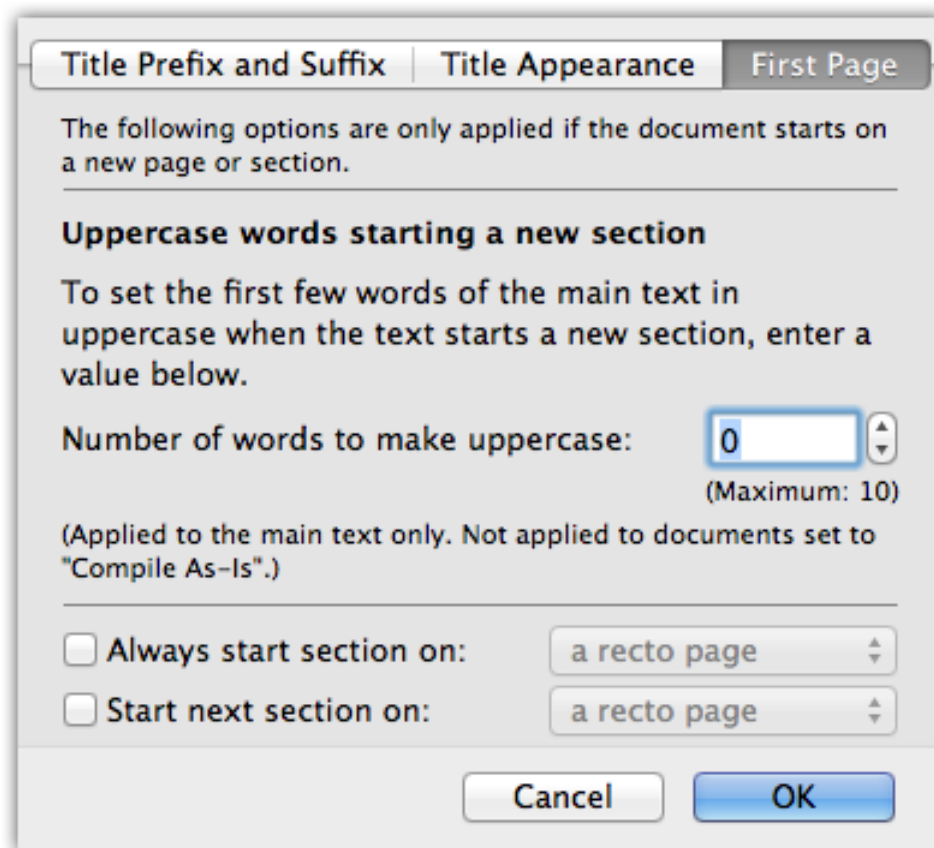 Title Prefix and Suffix Title Appearance First Page
The following options are only applied if the document starts on
a new page or section.
Uppercase words starting a new section
To set the first few words of the main text in
uppercase when the text starts a new section, enter a
value below.
Number of words to make uppercase: 0
(Maximum: 10)
(Applied to the main text only. Not applied to documents set to
"Compile As-Is".)
Always start section on: a recto page
Start next section on: a recto page
Cancel OK